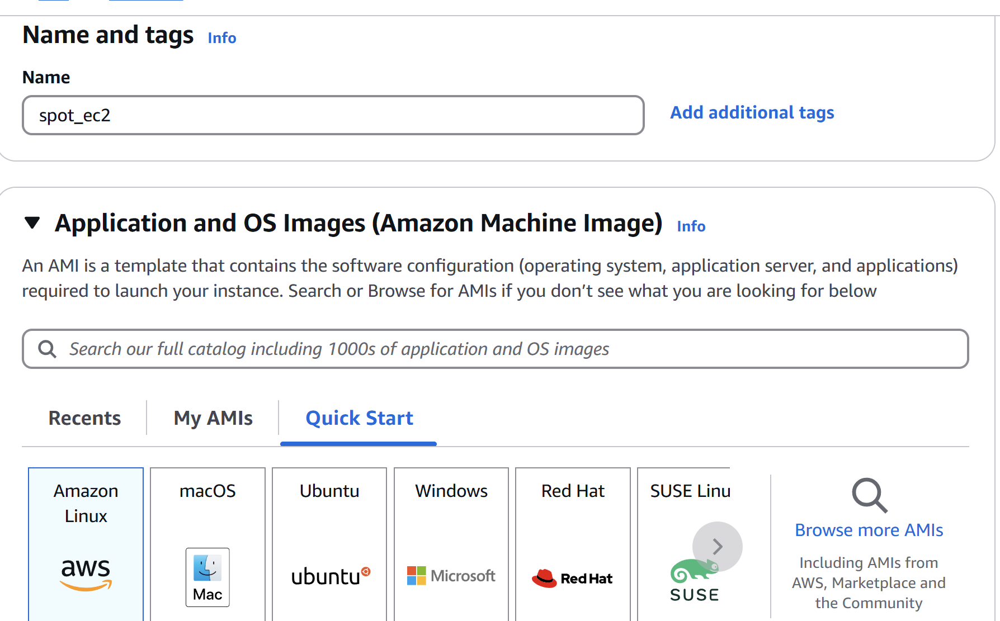 Name and tags Info
Name
spot_ec2
Add additional tags
Application and OS Images (Amazon Machine Image) Info
An AMI is a template that contains the software configuration (operating system, application server, and applications)
required to launch your instance. Search or Browse for AMIs if you don’t see what you are looking for below
Search our full catalog including 1000s of application and OS images
Recents
My AMIs
Quick Start
Amazon
Linux
aws
macOS
Mac
Ubuntu
ubuntu
Windows
Microsoft
Red Hat
Red Hat
SUSE Linu
SUSE
Browse more AMIs
Including AMIs from
AWS, Marketplace and
the Community